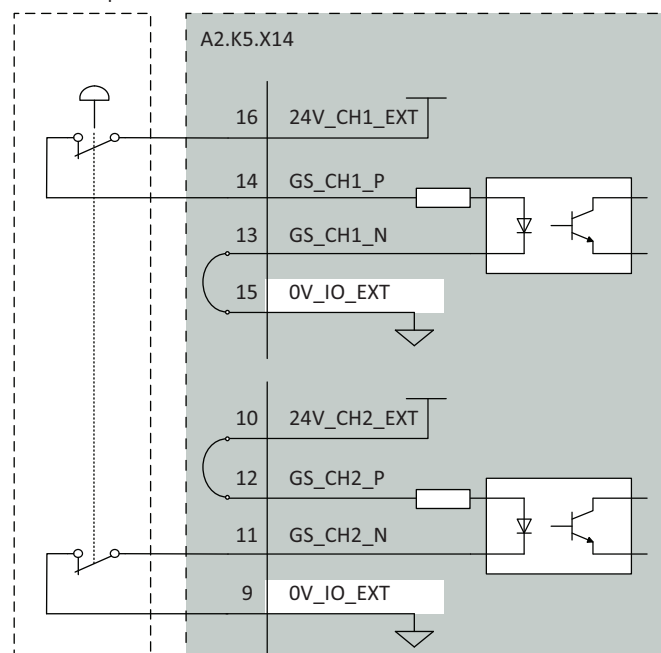 A2.K5.X14
16 24V_CH1_EXT
14 GS_CH1_P
13 GS_CH1_N
15 0V_IO_EXT
10 24V_CH2_EXT
12 GS_CH2_P
11 GS_CH2_N
9 0V_IO_EXT